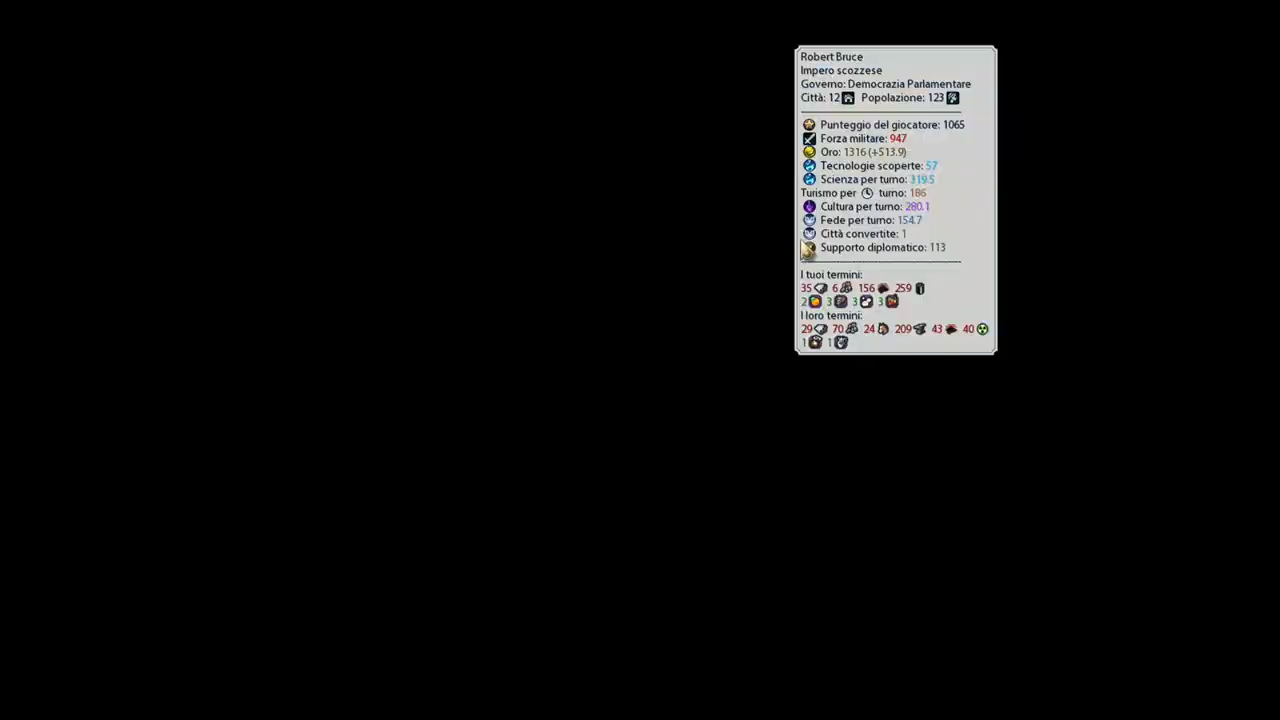 Robert Bruce
Impero scozzese
Governo: Democrazia Parlamentare
Città: 12 Popolazione: 123
Punteggio del giocatore: 1065
Forza militare: 947
Oro: 1316 (+513.9)
Tecnologie scoperte: 57
Scienza per turno: 319.5
Turismo per turno: 186
Cultura per turno: 280.1
Fede per turno: 154.7
Città convertite: 1
Supporto diplomatico: 113
I tuoi termini:
35 6 156 259
2 3 3 3
I loro termini:
29 70 24 209 43 40
1 1